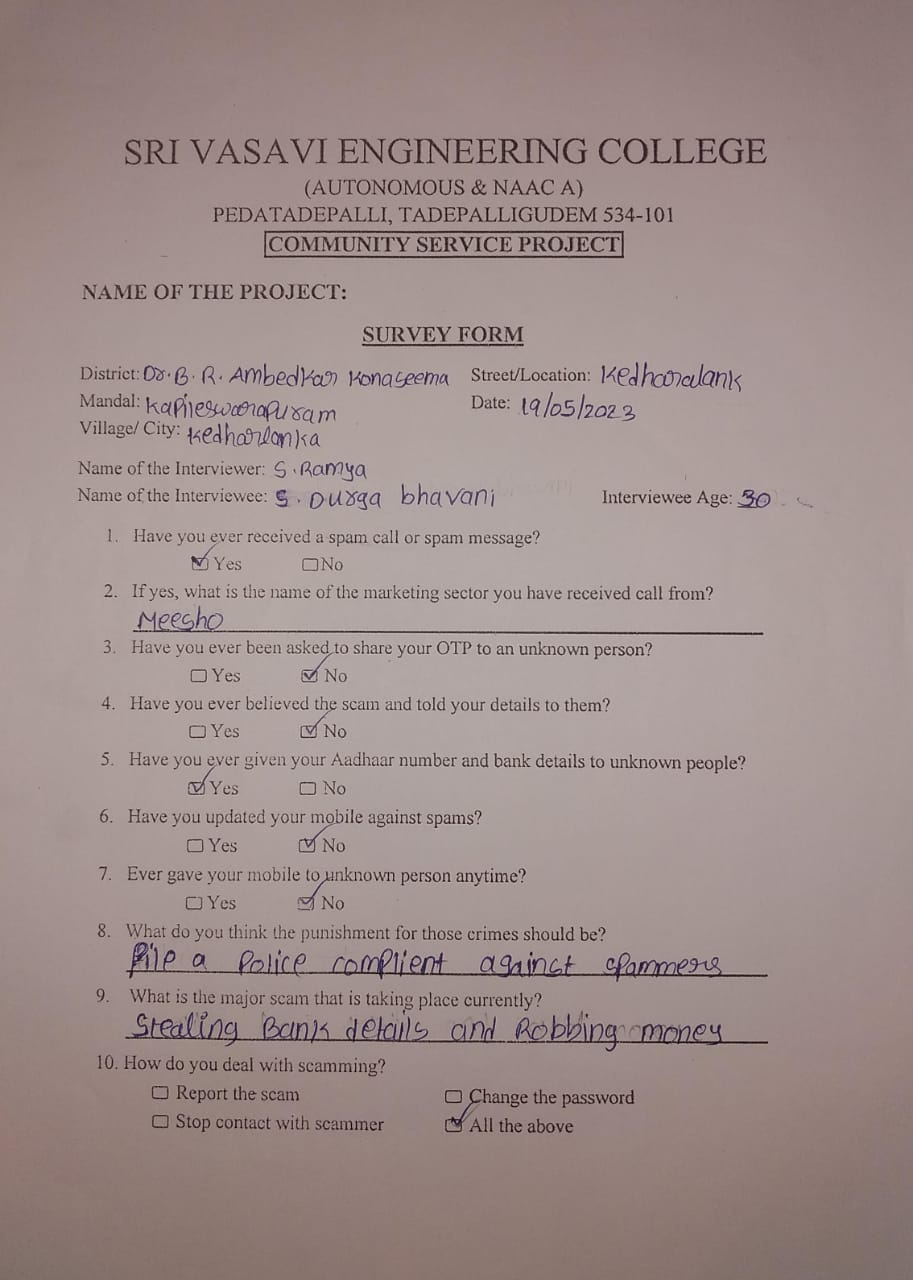 SRI VASAVI ENGINEERING COLLEGE
(AUTONOMOUS & NAAC A)
PEDATADEPALLI, TADEPALLIGUDEM 534-101
COMMUNITY SERVICE PROJECT
NAME OF THE PROJECT:
SURVEY FORM
District: Dr. B. R. Ambedkar Konaseema Street/Location: Kedharalank
Mandal: Kapileswarapuram Date: 19/05/2023
Village/ City: Kedharlanka
Name of the Interviewer: S. Ramya
Name of the Interviewee: S. Durga bhavani Interviewee Age: 30
1. Have you ever received a spam call or spam message?
☑ Yes ☐ No
2. If yes, what is the name of the marketing sector you have received call from?
Meesho
3. Have you ever been asked to share your OTP to an unknown person?
☐ Yes ☑ No
4. Have you ever believed the scam and told your details to them?
☐ Yes ☑ No
5. Have you ever given your Aadhaar number and bank details to unknown people?
☑ Yes ☐ No
6. Have you updated your mobile against spams?
☐ Yes ☑ No
7. Ever gave your mobile to unknown person anytime?
☐ Yes ☑ No
8. What do you think the punishment for those crimes should be?
File a Police complient against spammers
9. What is the major scam that is taking place currently?
Stealing Bank details and Robbing money
10. How do you deal with scamming?
☐ Report the scam ☐ Change the password
☐ Stop contact with scammer ☑ All the above